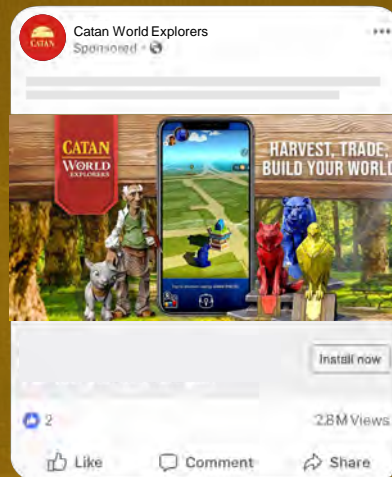 CATAN
Catan World Explorers
Sponsored
CATAN
WORLD
EXPLORERS
HARVEST, TRADE,
BUILD YOUR WORLD
Install now
2
2.8M Views
Like
Comment
Share